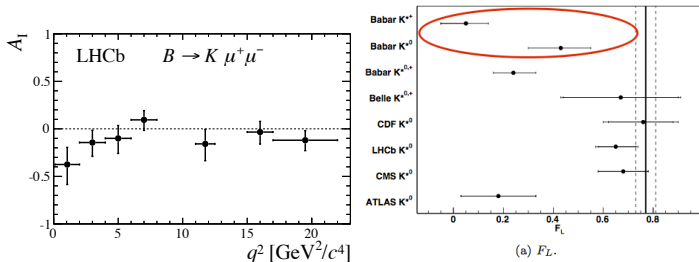 A_I
LHCb B → K μ⁺μ⁻
1
0.5
0
-0.5
-1
0 5 10 15 20
q² [GeV²/c⁴]
Babar K*⁺
Babar K*⁰
Babar K*⁰,⁺
Belle K*⁰,⁺
CDF K*⁰
LHCb K*⁰
CMS K*⁰
ATLAS K*⁰
0 0.2 0.4 0.6 0.8
F_L
(a) F_L.